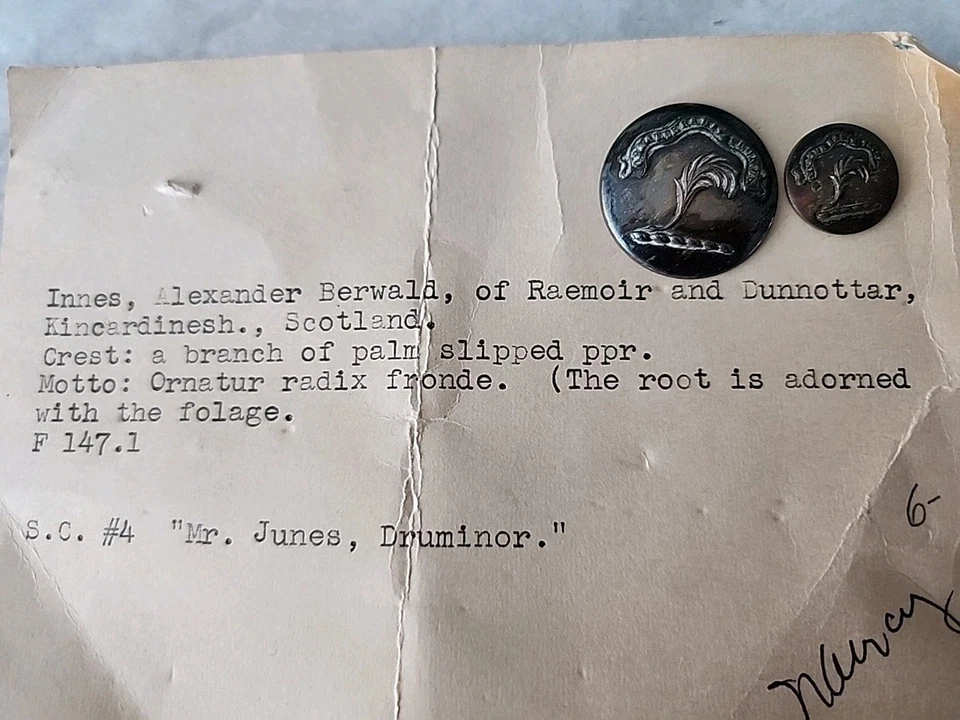 Innes, Alexander Berwald, of Raemoir and Dunnottar,
Kincardinesh., Scotland.
Crest: a branch of palm slipped ppr.
Motto: Ornatur radix fronde. (The root is adorned
with the folage.
F 147.1
S.C. #4 "Mr. Junes, Druminor."
6-